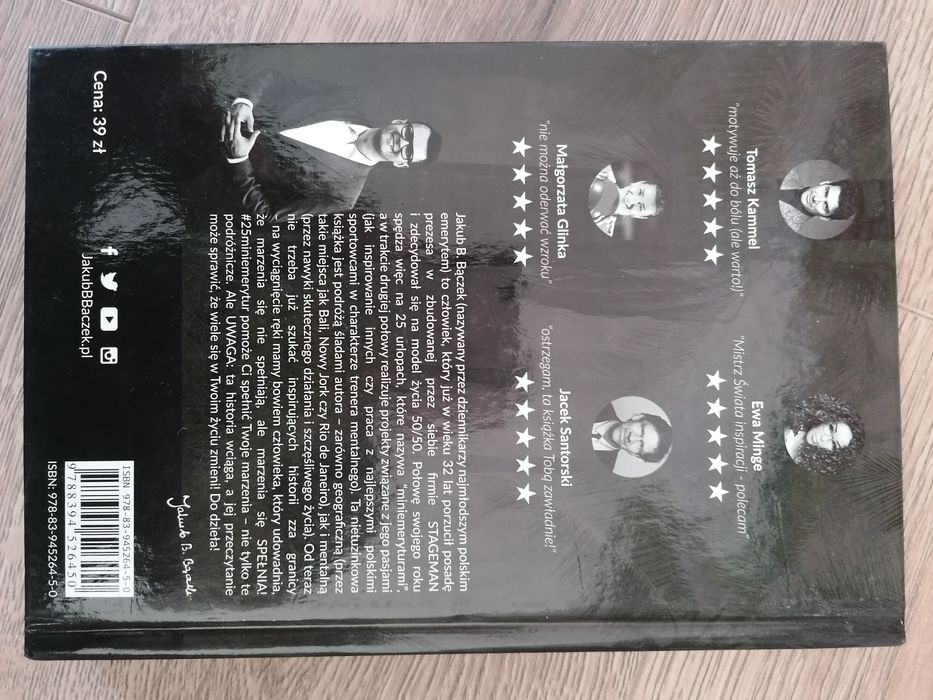 Tomasz Kammel
"motywuje aż do bólu (ale warto!)"
★★★★★
Ewa Minge
"Mistrz Świata inspiracji - polecam"
★★★★★
Małgorzata Glinka
"nie można oderwać wzroku"
★★★★★
Jacek Santorski
"ostrzegam, ta książka Tobą zawładnie!"
★★★★★
Jakub B. Bączek (nazywany przez dziennikarzy najmłodszym polskim
emerytem) to człowiek, który już w wieku 32 lat porzucił posadę
prezesa w zbudowanej przez siebie firmie STAGEMAN
i zdecydował się na model życia 50/50. Połowę swojego roku
spędza więc na 25 urlopach, które nazywa "miniemeryturami",
a w trakcie drugiej połowy realizuje projekty związane z jego pasjami
(jak inspirowanie innych czy praca z najlepszymi polskimi
sportowcami w charakterze trenera mentalnego). Ta nietuzinkowa
książka jest podróżą śladami autora – zarówno geograficzną (przez
takie miejsca jak Bali, Nowy Jork czy Rio de Janeiro), jak i mentalną
(przez nawyki skutecznego działania i szczęśliwego życia). Od teraz
nie trzeba już szukać inspirujących historii zza granicy
- na wyciągnięcie ręki mamy bowiem człowieka, który udowadnia,
że marzenia się nie spełniają, ale marzenia się SPEŁNIA!
#25miniemerytur pomoże Ci spełnić Twoje marzenia – nie tylko te
podróżnicze. Ale UWAGA: ta historia wciąga, a jej przeczytanie
może sprawić, że wiele się w Twoim życiu zmieni! Do dzieła!
Jakub B. Bączek
Cena: 39 zł
JakubBBaczek.pl
ISBN: 978-83-945264-5-0
9788394526450
ISBN: 978-83-945264-5-0